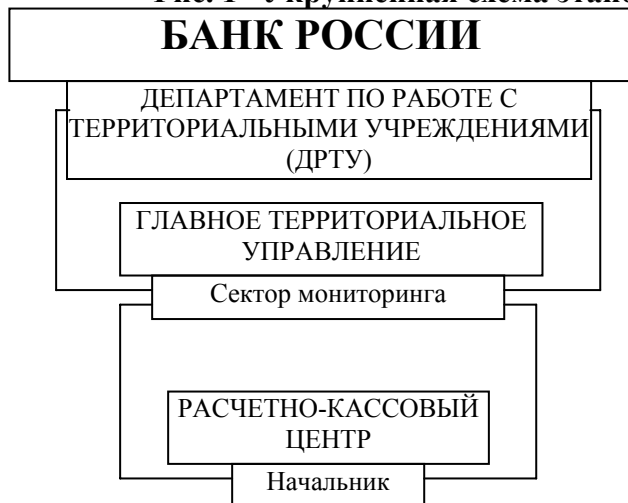 БАНК РОССИИ
ДЕПАРТАМЕНТ ПО РАБОТЕ С
ТЕРРИТОРИАЛЬНЫМИ УЧРЕЖДЕНИЯМИ
(ДРТУ)
ГЛАВНОЕ ТЕРРИТОРИАЛЬНОЕ
УПРАВЛЕНИЕ
Сектор мониторинга
РАСЧЕТНО-КАССОВЫЙ
ЦЕНТР
Начальник